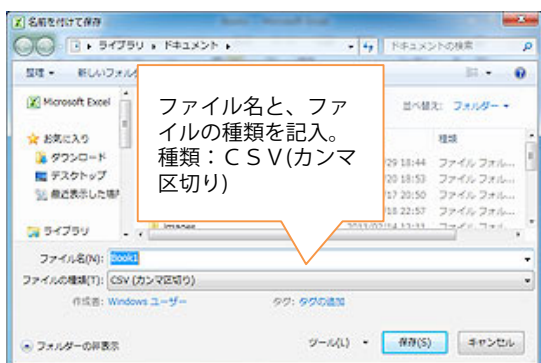 名前を付けて保存
ライブラリ ▸ ドキュメント ▸
ドキュメントの検索
整理 ▾ 新しいフォルダ
Microsoft Excel
お気に入り
ダウンロード
デスクトップ
最近表示した場
ライブラリ
ファイル名と、ファ
イルの種類を記入。
種類：ＣＳＶ(カンマ
区切り)
並べ替え: フォルダー ▾
種類
18:44 ファイル フォル...
18:53 ファイル フォル...
20:50 ファイル フォル...
22:57 ファイル フォル...
images
ファイル名(N): Book1
ファイルの種類(T): CSV (カンマ区切り)
作成者: Windows ユーザー タグ: タグの追加
フォルダーの非表示 ツール(L) ▾ 保存(S) キャンセル